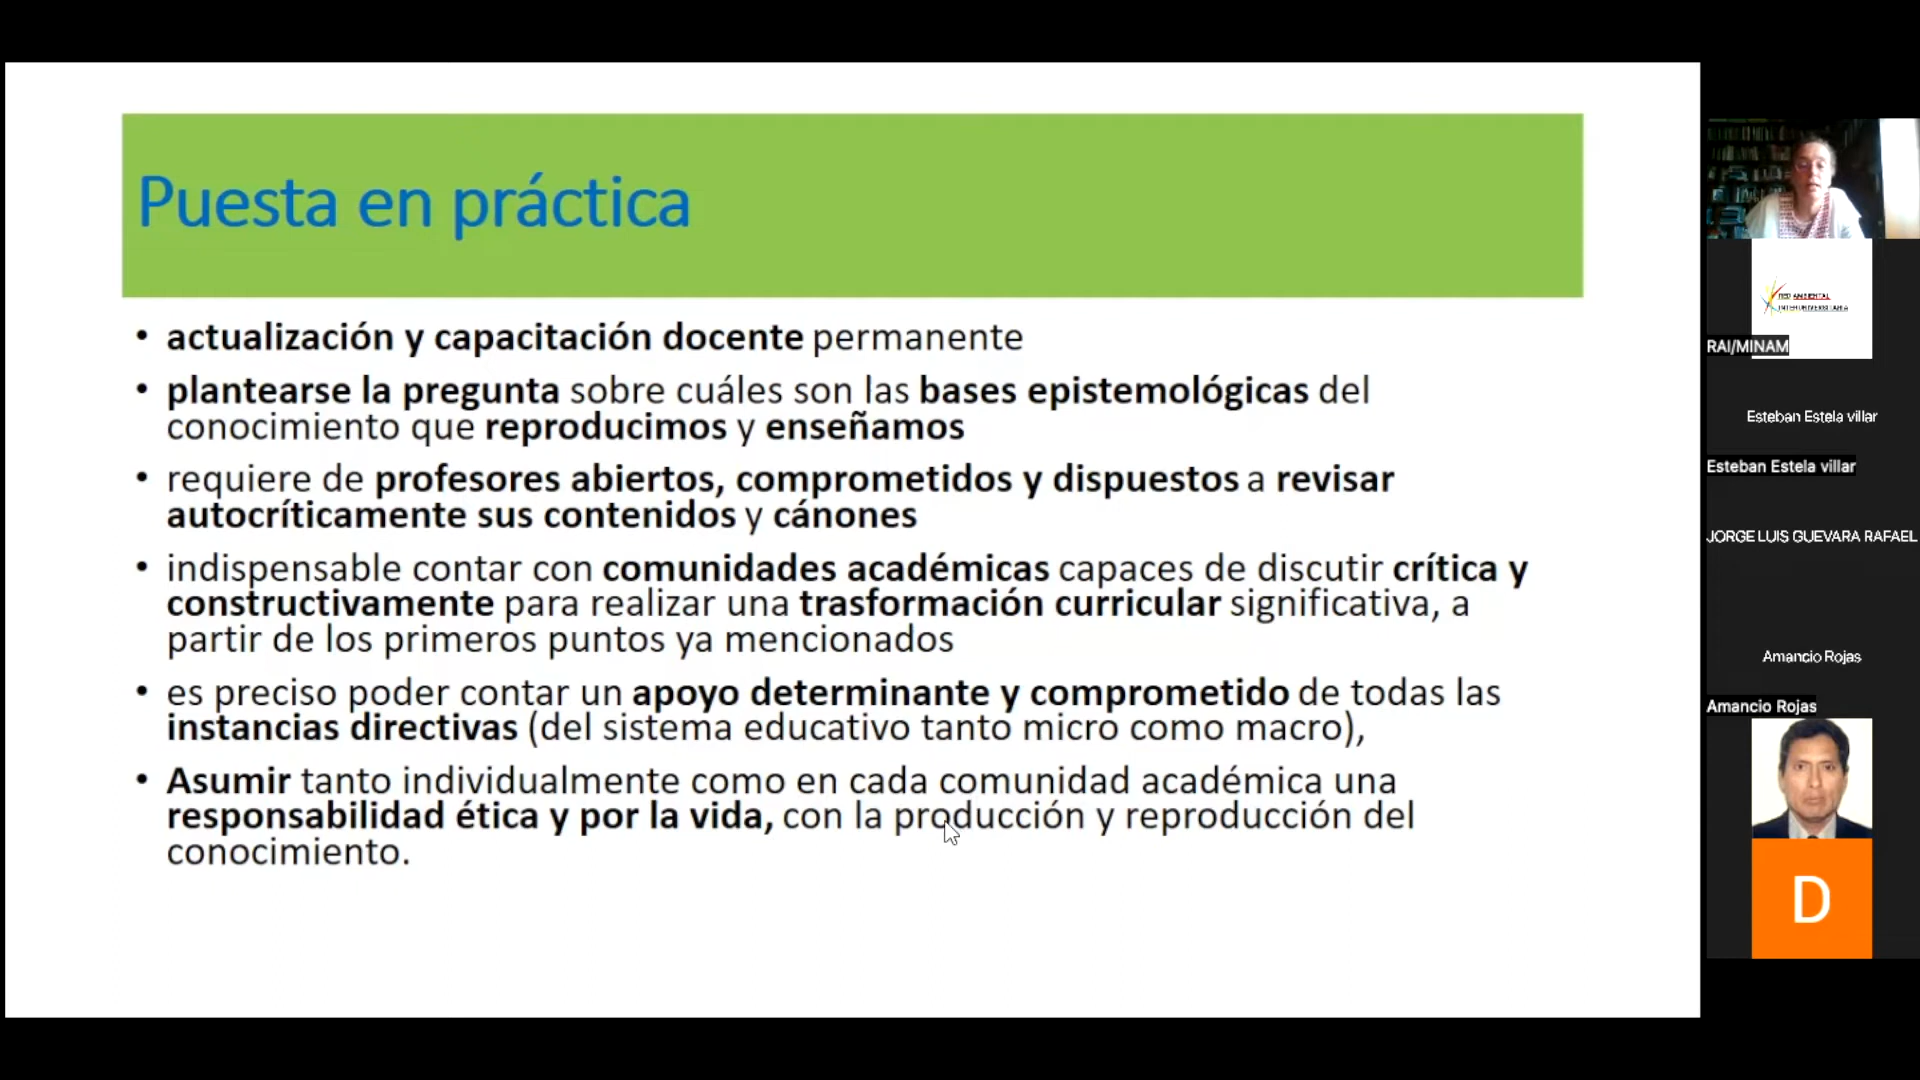 Puesta en práctica
• actualización y capacitación docente permanente
• plantearse la pregunta sobre cuáles son las bases epistemológicas del
conocimiento que reproducimos y enseñamos
• requiere de profesores abiertos, comprometidos y dispuestos a revisar
autocríticamente sus contenidos y cánones
• indispensable contar con comunidades académicas capaces de discutir crítica y
constructivamente para realizar una trasformación curricular significativa, a
partir de los primeros puntos ya mencionados
• es preciso poder contar un apoyo determinante y comprometido de todas las
instancias directivas (del sistema educativo tanto micro como macro),
• Asumir tanto individualmente como en cada comunidad académica una
responsabilidad ética y por la vida, con la producción y reproducción del
conocimiento.
RED AMBIENTAL
INTERUNIVERSITARIA
RAI/MINAM
Esteban Estela villar
Esteban Estela villar
JORGE LUIS GUEVARA RAFAEL
Amancio Rojas
Amancio Rojas
D